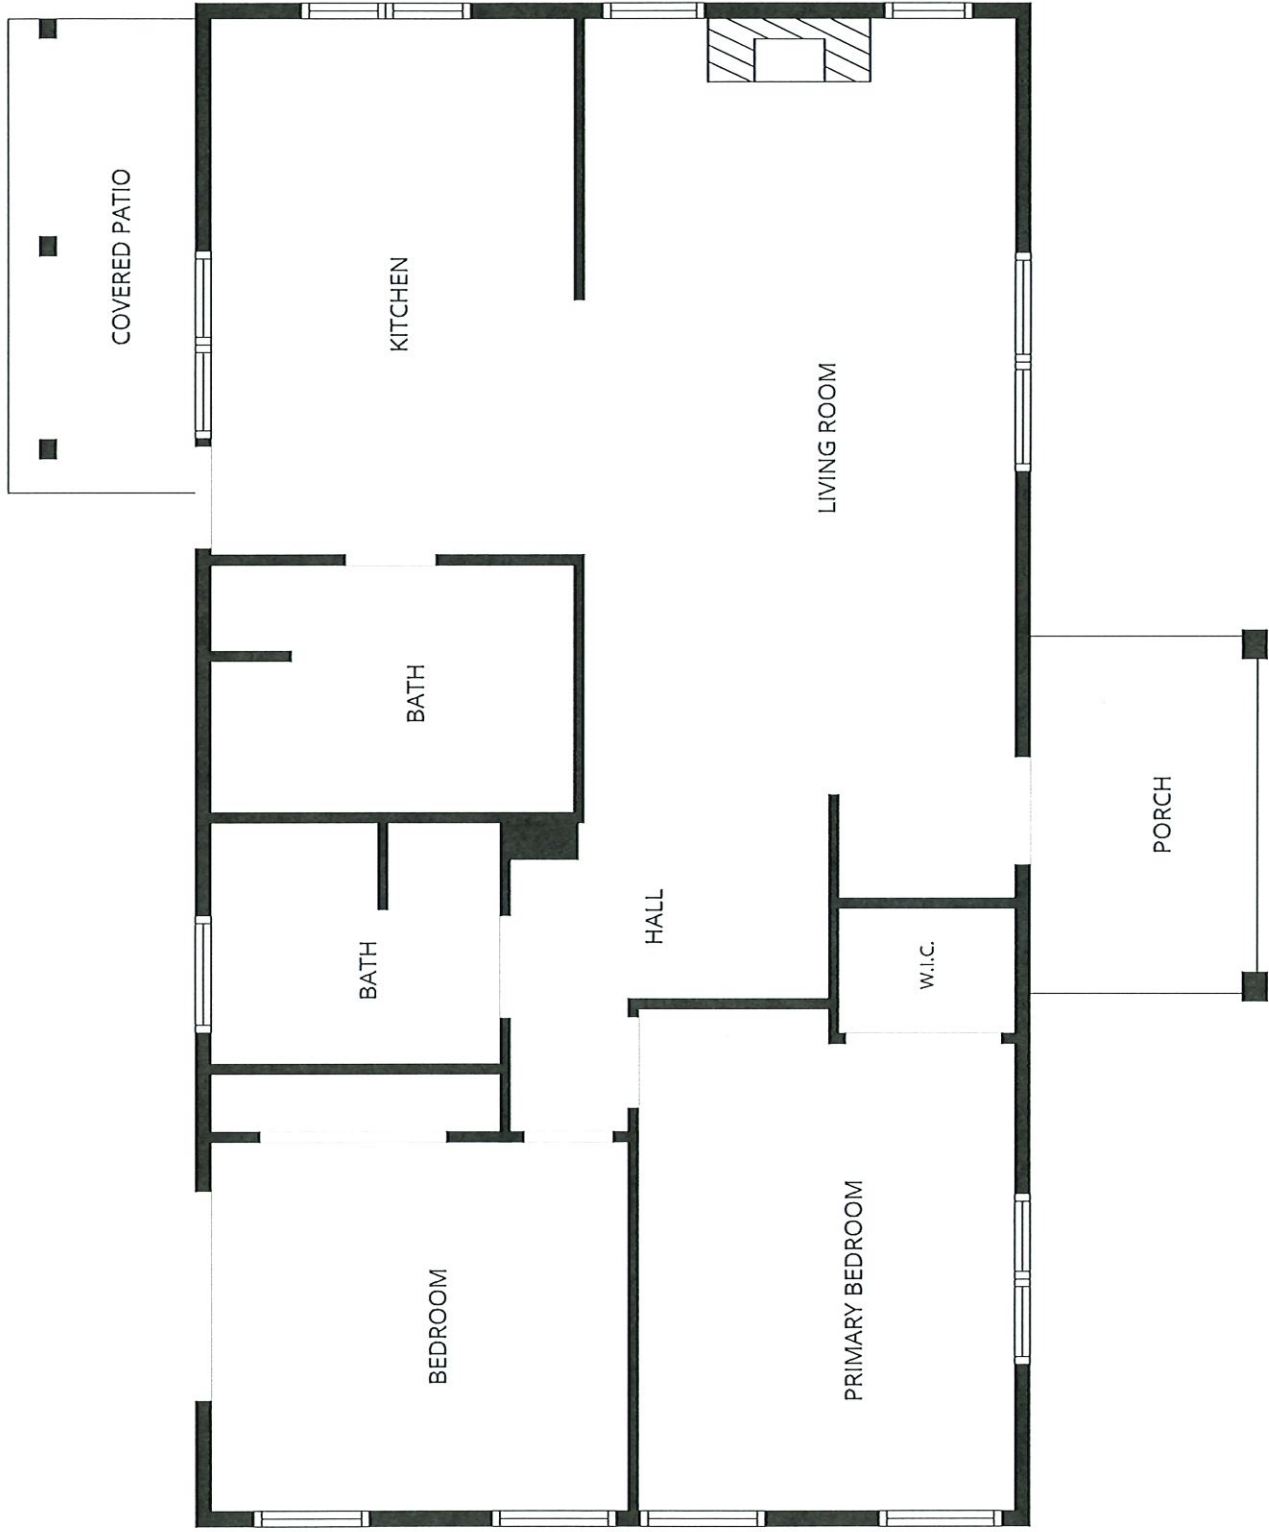 COVERED PATIO
KITCHEN
LIVING ROOM
BATH
BATH
HALL
W.I.C.
PORCH
BEDROOM
PRIMARY BEDROOM